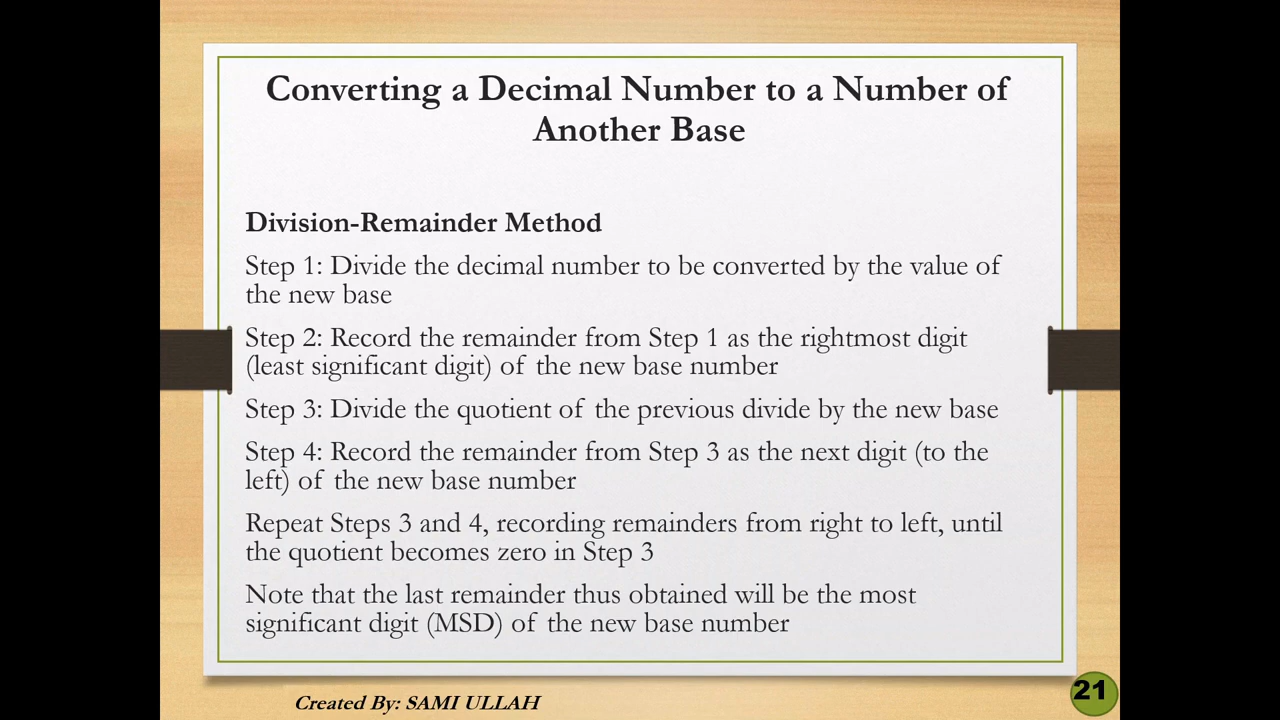 Converting a Decimal Number to a Number of
Another Base
Division-Remainder Method
Step 1: Divide the decimal number to be converted by the value of
the new base
Step 2: Record the remainder from Step 1 as the rightmost digit
(least significant digit) of the new base number
Step 3: Divide the quotient of the previous divide by the new base
Step 4: Record the remainder from Step 3 as the next digit (to the
left) of the new base number
Repeat Steps 3 and 4, recording remainders from right to left, until
the quotient becomes zero in Step 3
Note that the last remainder thus obtained will be the most
significant digit (MSD) of the new base number
Created By: SAMI ULLAH
21